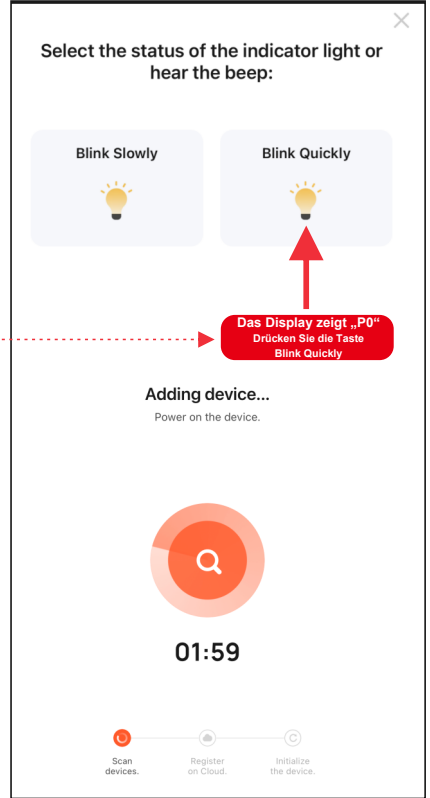 Select the status of the indicator light or
hear the beep:
Blink Slowly
Blink Quickly
Das Display zeigt „P0“
Drücken Sie die Taste
Blink Quickly
Adding device...
Power on the device.
01:59
Scan
devices.
Register
on Cloud.
Initialize
the device.